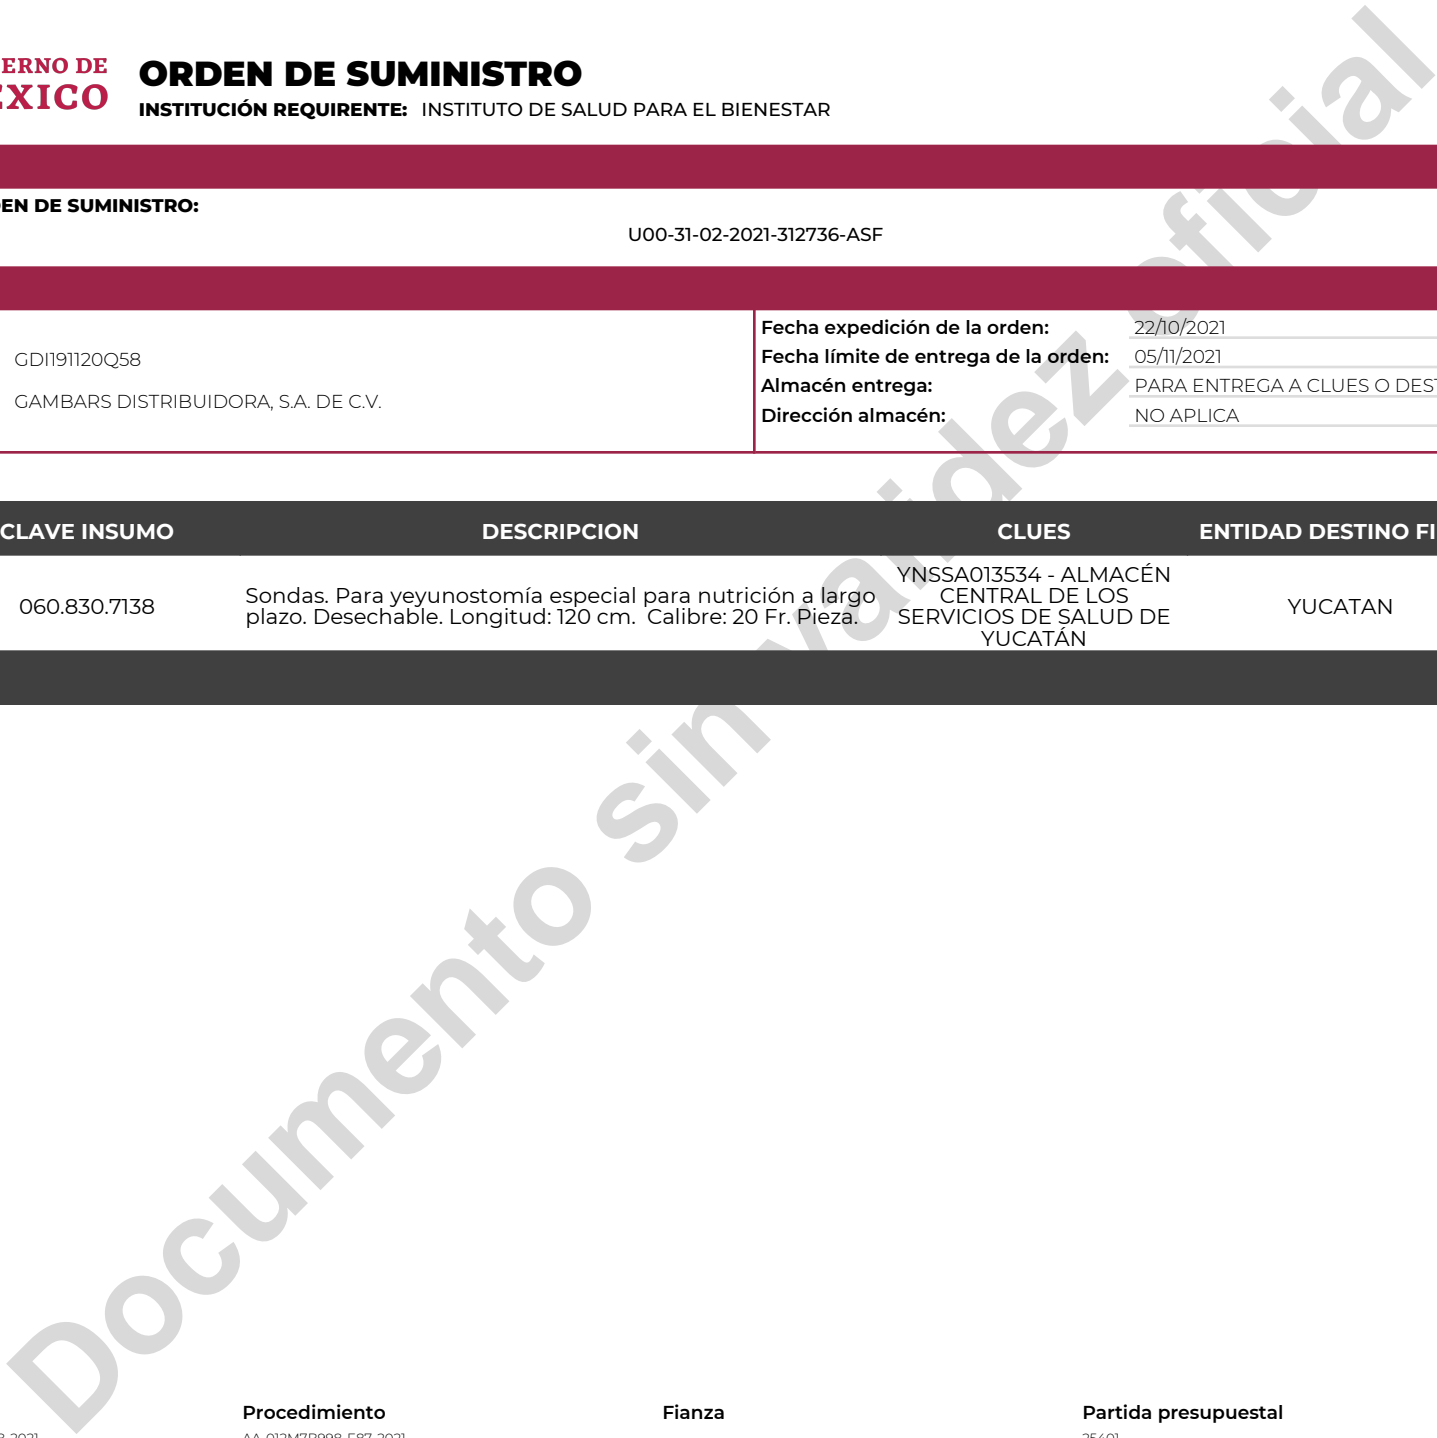 ERNO DE
EXICO
ORDEN DE SUMINISTRO
INSTITUCIÓN REQUIRENTE: INSTITUTO DE SALUD PARA EL BIENESTAR
EN DE SUMINISTRO:
U00-31-02-2021-312736-ASF
GDI191120Q58
GAMBARS DISTRIBUIDORA, S.A. DE C.V.
Fecha expedición de la orden: 22/10/2021
Fecha límite de entrega de la orden: 05/11/2021
Almacén entrega: PARA ENTREGA A CLUES O DEST
Dirección almacén: NO APLICA
CLAVE INSUMO DESCRIPCION CLUES ENTIDAD DESTINO FI
060.830.7138
Sondas. Para yeyunostomía especial para nutrición a largo
plazo. Desechable. Longitud: 120 cm. Calibre: 20 Fr. Pieza.
YNSSA013534 - ALMACÉN
CENTRAL DE LOS
SERVICIOS DE SALUD DE
YUCATÁN
YUCATAN
Documento sin validez oficial
Procedimiento Fianza Partida presupuestal